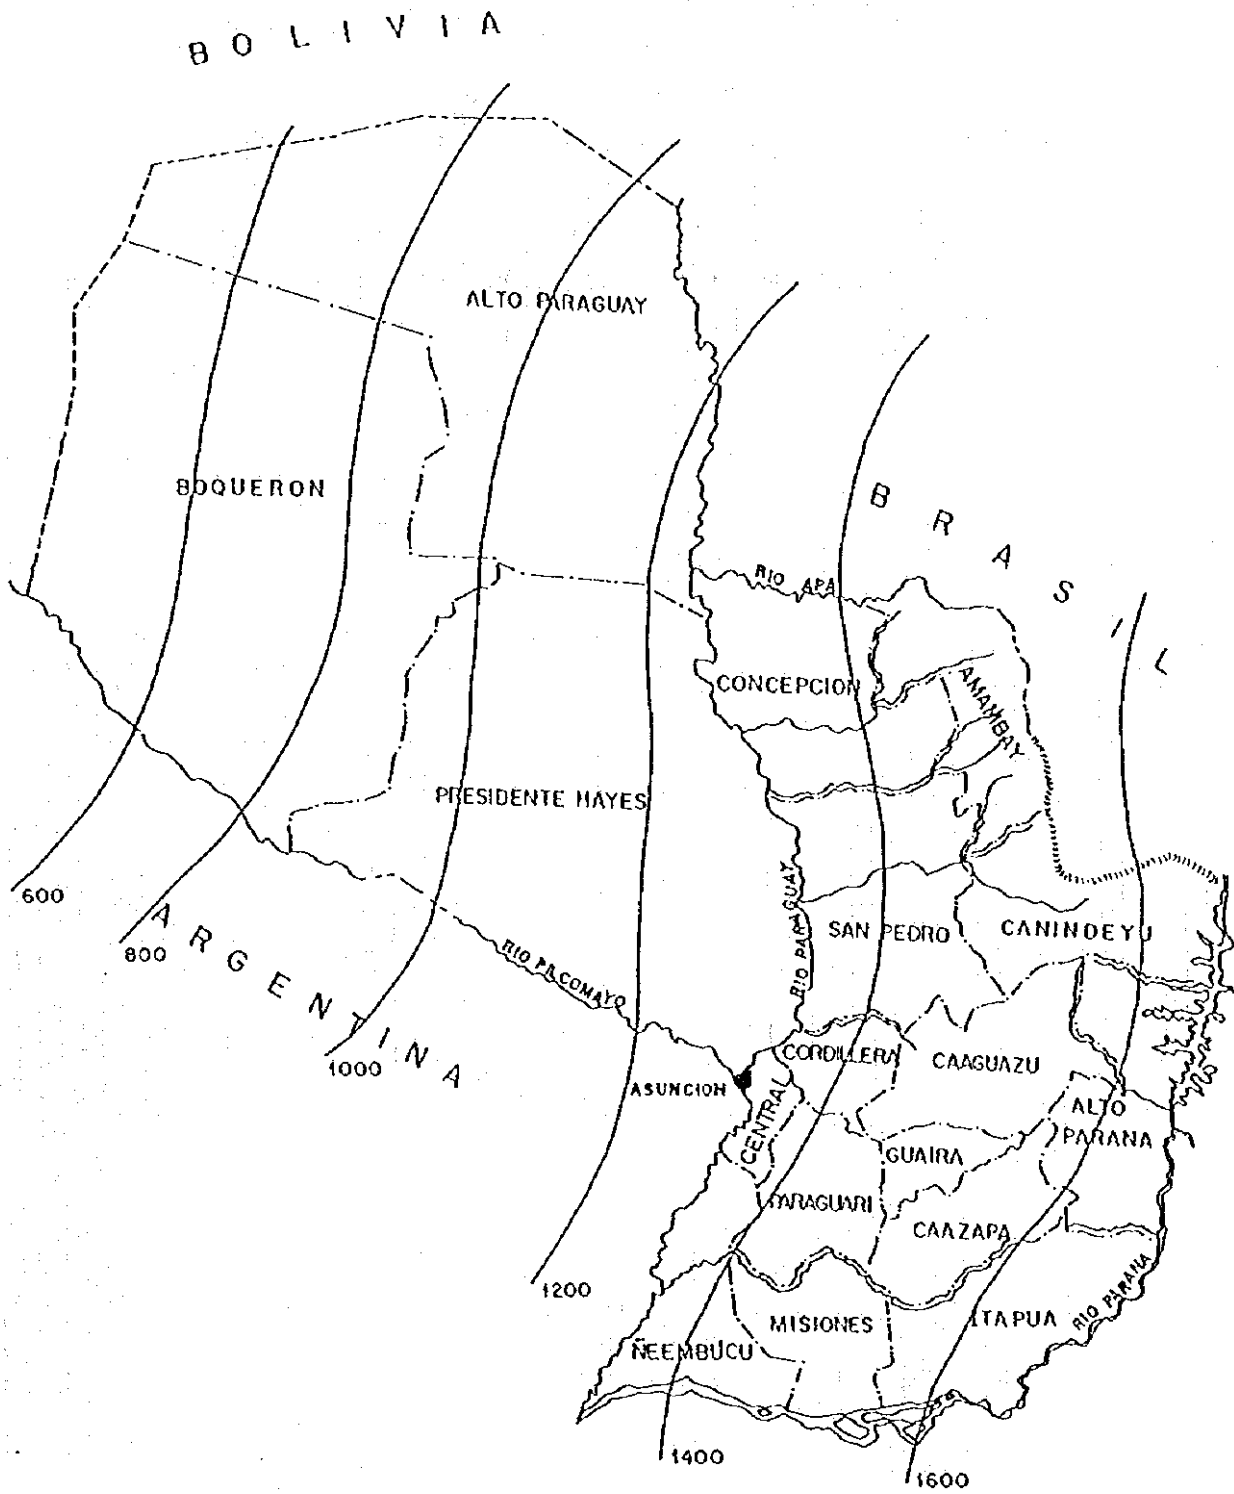 BOLIVIA
ALTO PARAGUAY
BOQUERON
BRASIL
RIO APA
CONCEPCION
AMAMBAY
PRESIDENTE HAYES
600
800
ARGENTINA
1000
RIO PILCOMAYO
RIO PARAGUAY
SAN PEDRO
CANINDEYU
CORDILLERA
CAAGUAZU
ASUNCION
CENTRAL
ALTO
PARANA
GUAIRA
PARAGUARI
CAAZAPA
1200
MISIONES
ITAPUA
RIO PARANA
ÑEEMBUCU
1400
1600